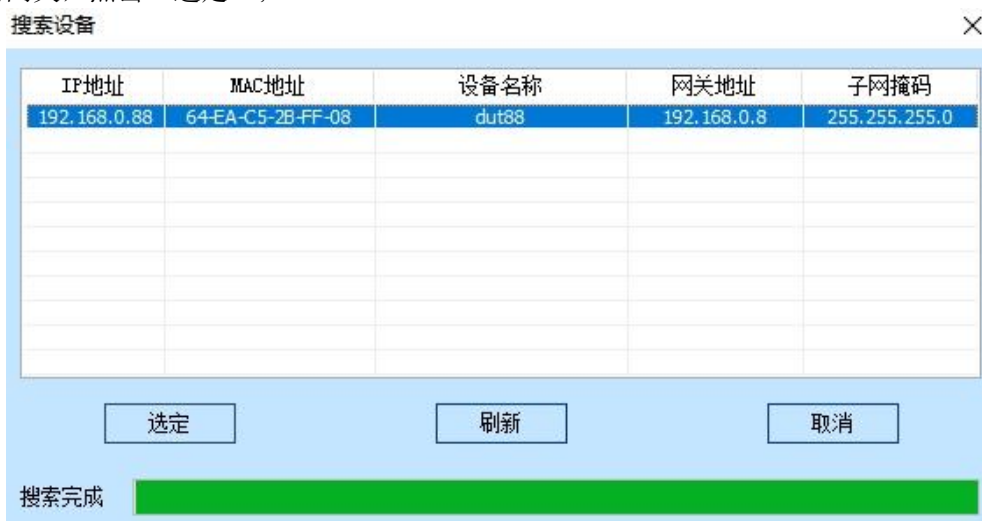 搜索设备
IP地址 MAC地址 设备名称 网关地址 子网掩码
192.168.0.88 64-EA-C5-2B-FF-08 dut88 192.168.0.8 255.255.255.0
选定 刷新 取消
搜索完成